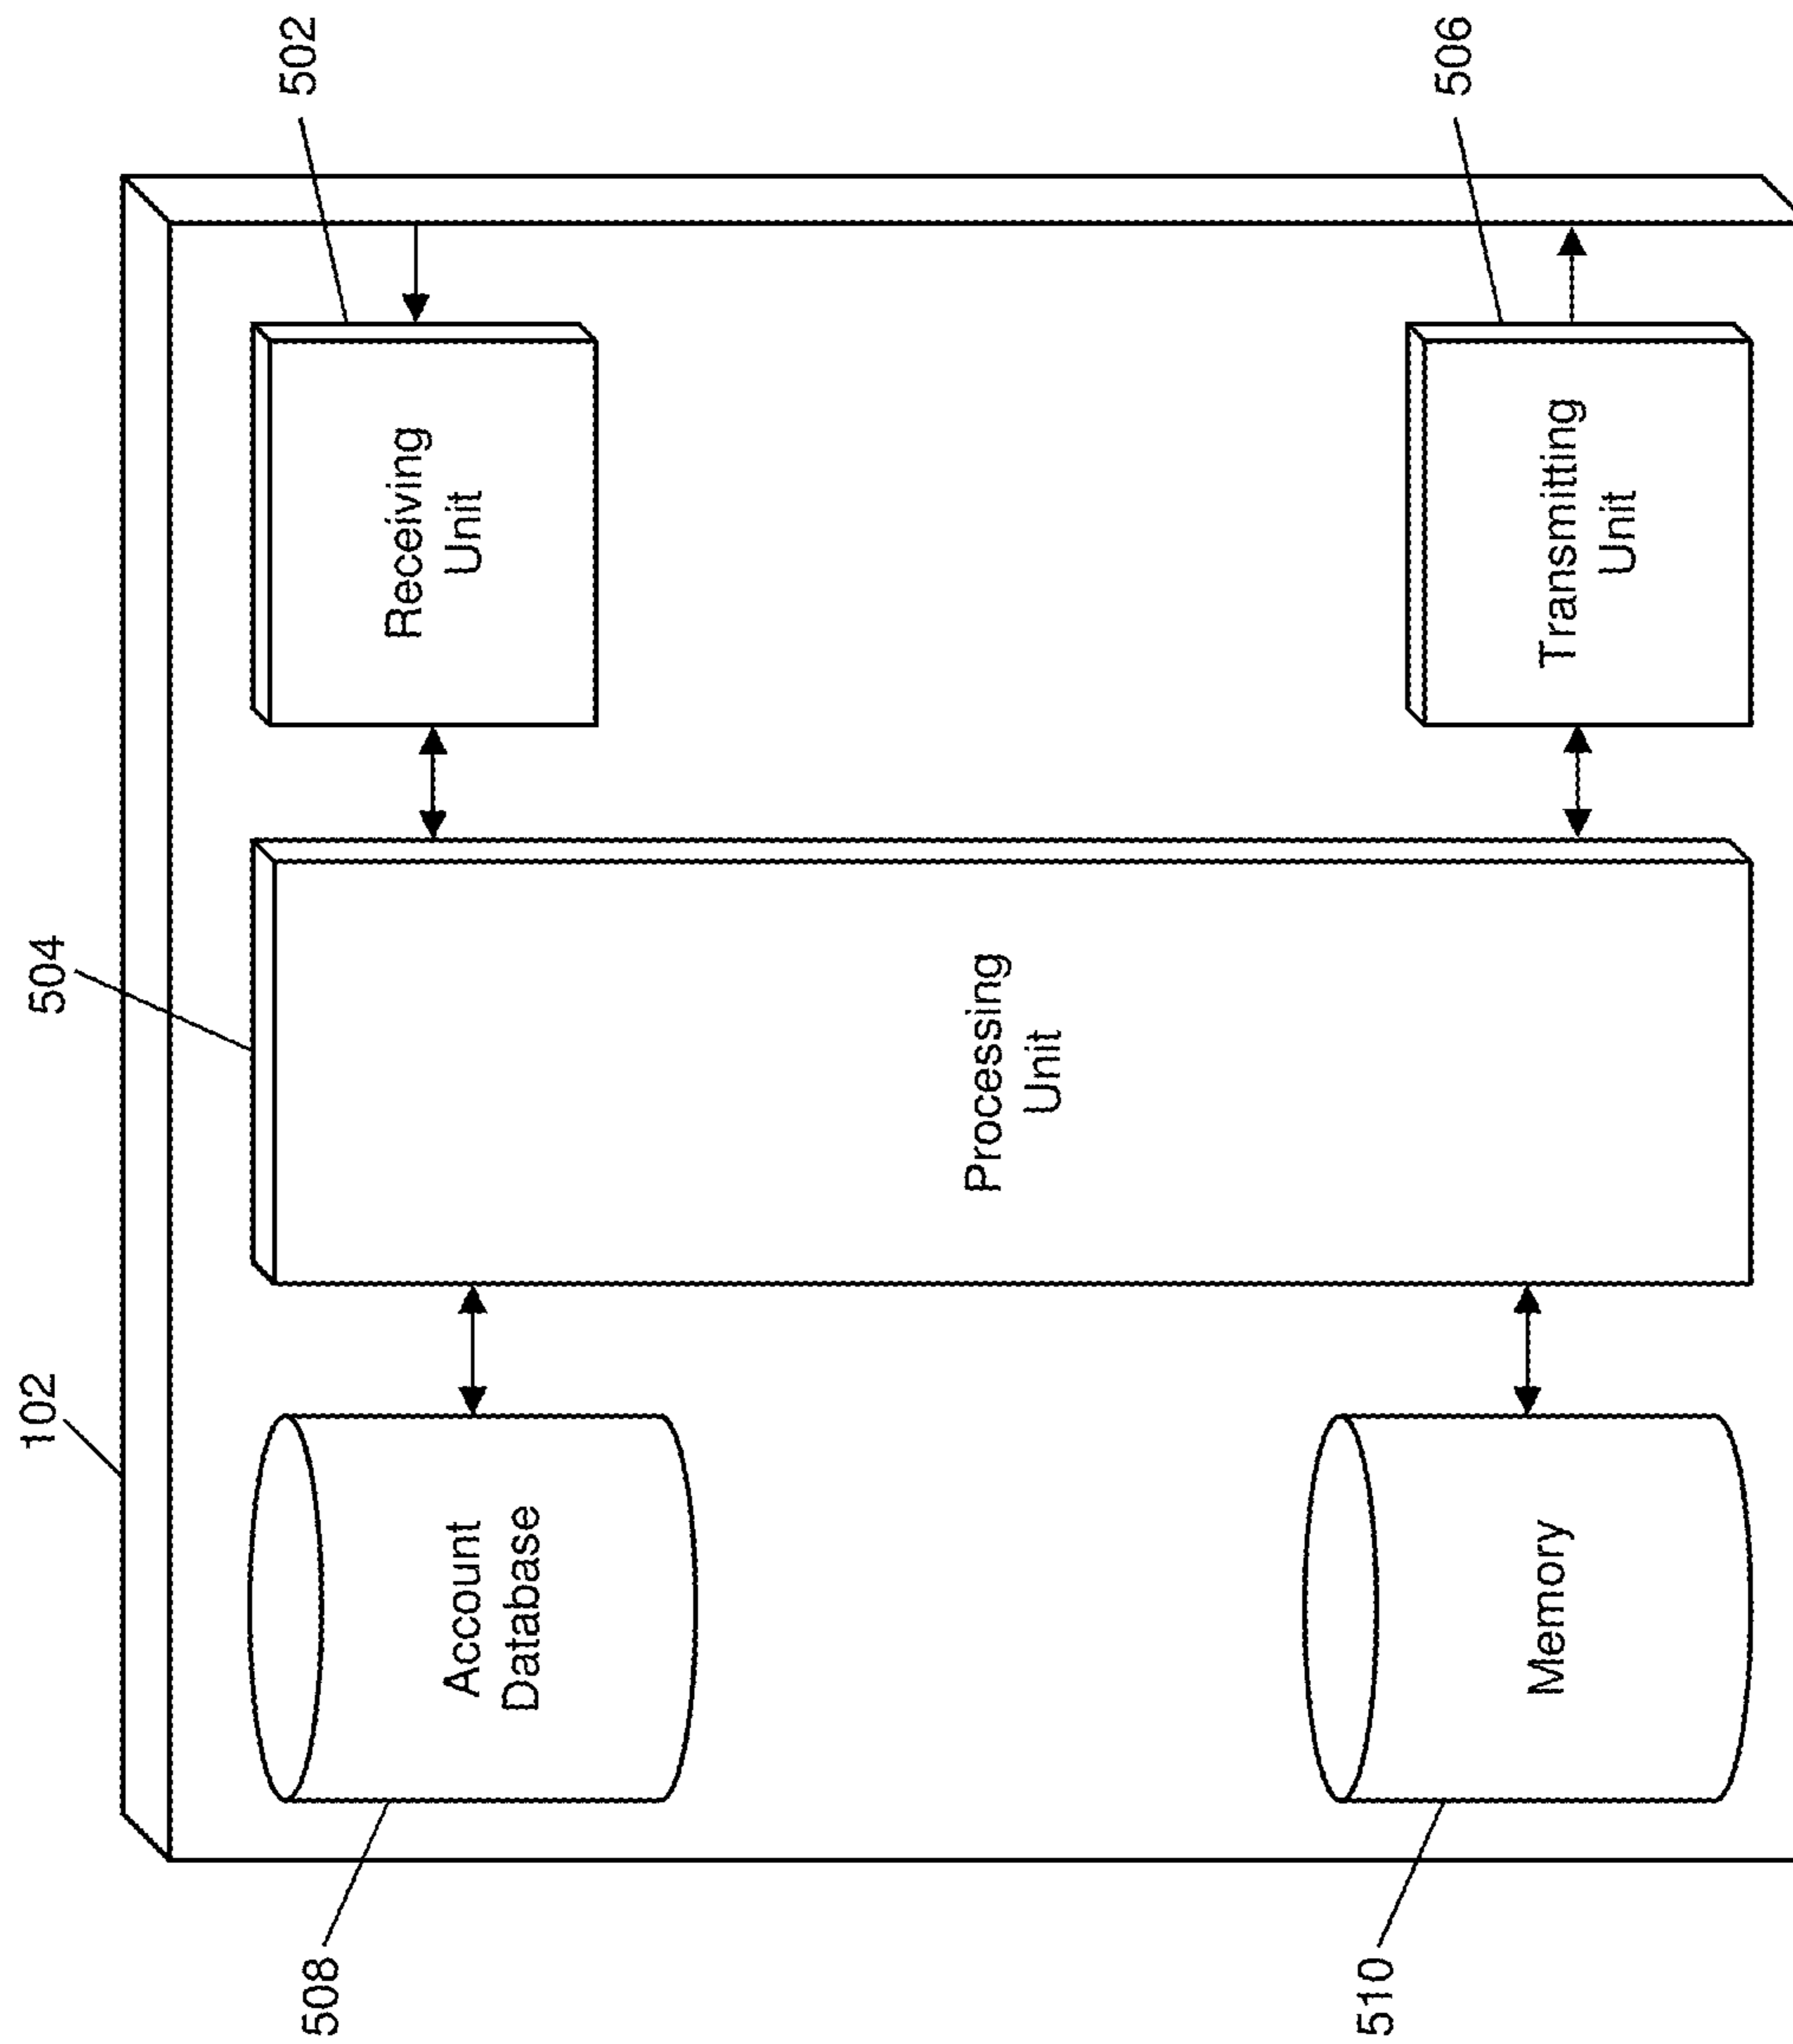 102
504
508
Account
Database
Processing
Unit
Receiving
Unit
502
510
Memory
Transmitting
Unit
506